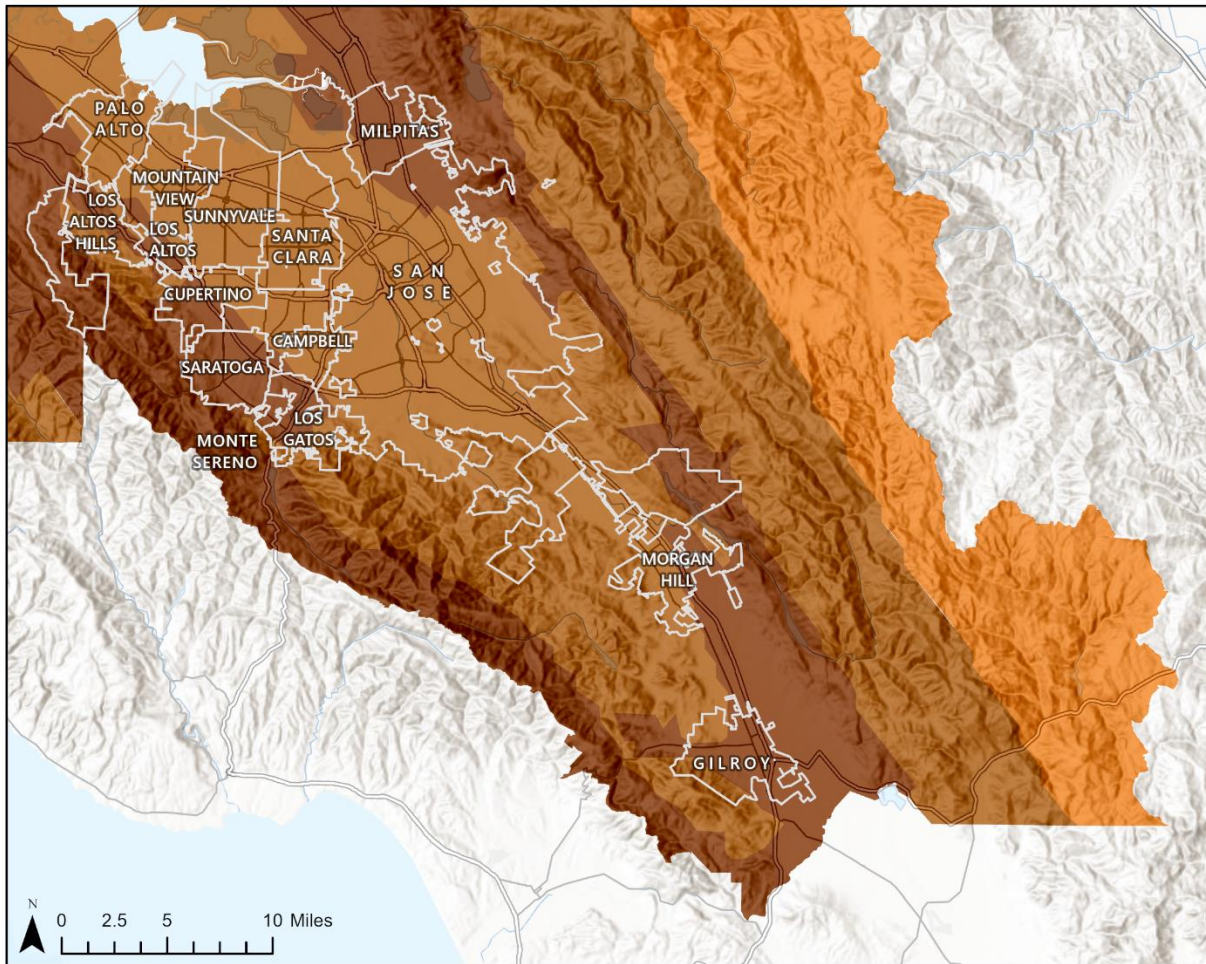 PALO
ALTO
MILPITAS
MOUNTAIN
VIEW
SUNNYVALE
LOS
ALTOS
HILLS
LOS
ALTOS
SANTA
CLARA
SAN
JOSE
CUPERTINO
CAMPBELL
SARATOGA
LOS
GATOS
MONTE
SERENO
MORGAN
HILL
GILROY
N
0 2.5 5 10 Miles